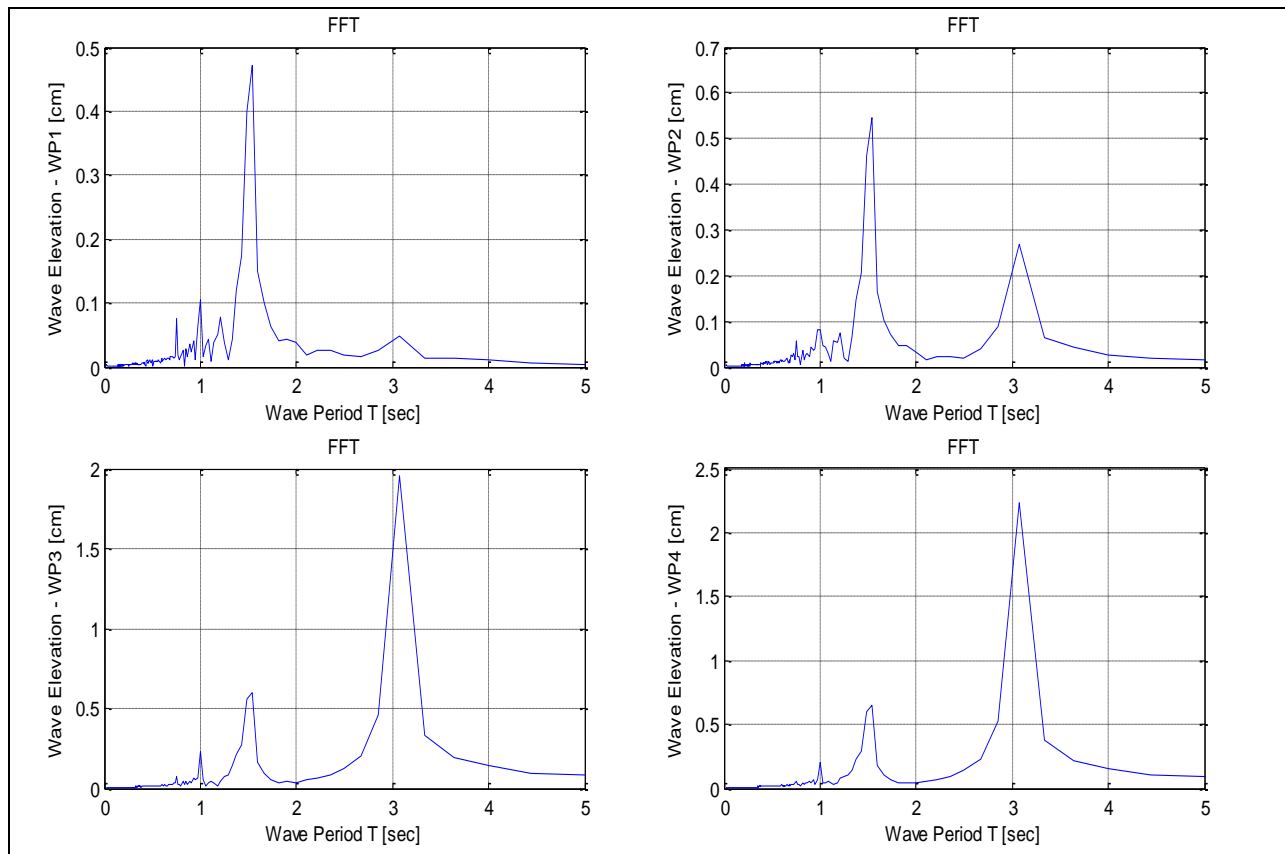 FFT
0.5
0.4
0.3
0.2
0.1
0
Wave Elevation - WP1 [cm]
0 1 2 3 4 5
Wave Period T [sec]
FFT
0.7
0.6
0.5
0.4
0.3
0.2
0.1
0
Wave Elevation - WP2 [cm]
0 1 2 3 4 5
Wave Period T [sec]
FFT
2
1.5
1
0.5
0
Wave Elevation - WP3 [cm]
0 1 2 3 4 5
Wave Period T [sec]
FFT
2.5
2
1.5
1
0.5
0
Wave Elevation - WP4 [cm]
0 1 2 3 4 5
Wave Period T [sec]